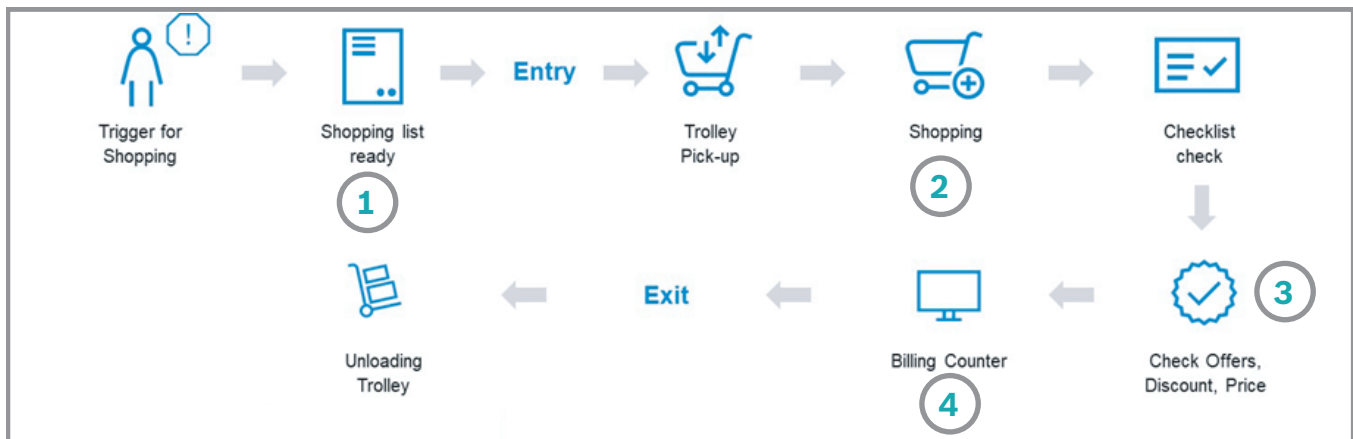 !
Trigger for
Shopping
Shopping list
ready
1
Entry
Trolley
Pick-up
Shopping
2
Checklist
check
3
Check Offers,
Discount, Price
Billing Counter
4
Exit
Unloading
Trolley